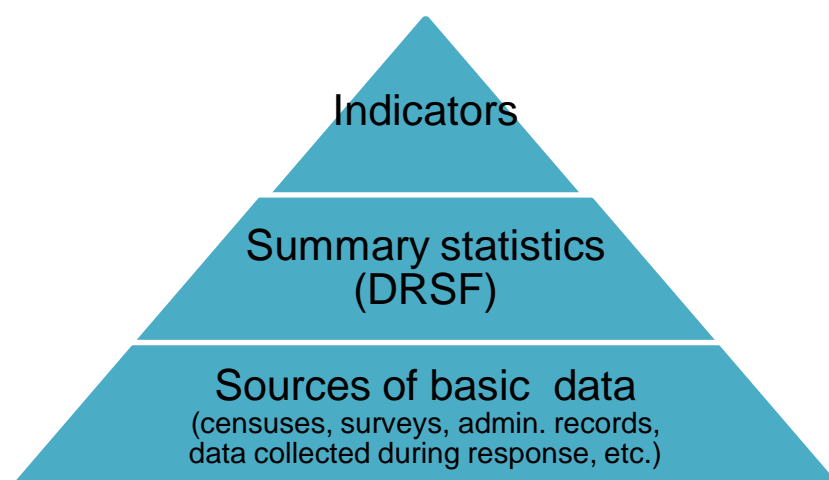 Indicators
Summary statistics
(DRSF)
Sources of basic  data
(censuses, surveys, admin. records,
data collected during response, etc.)